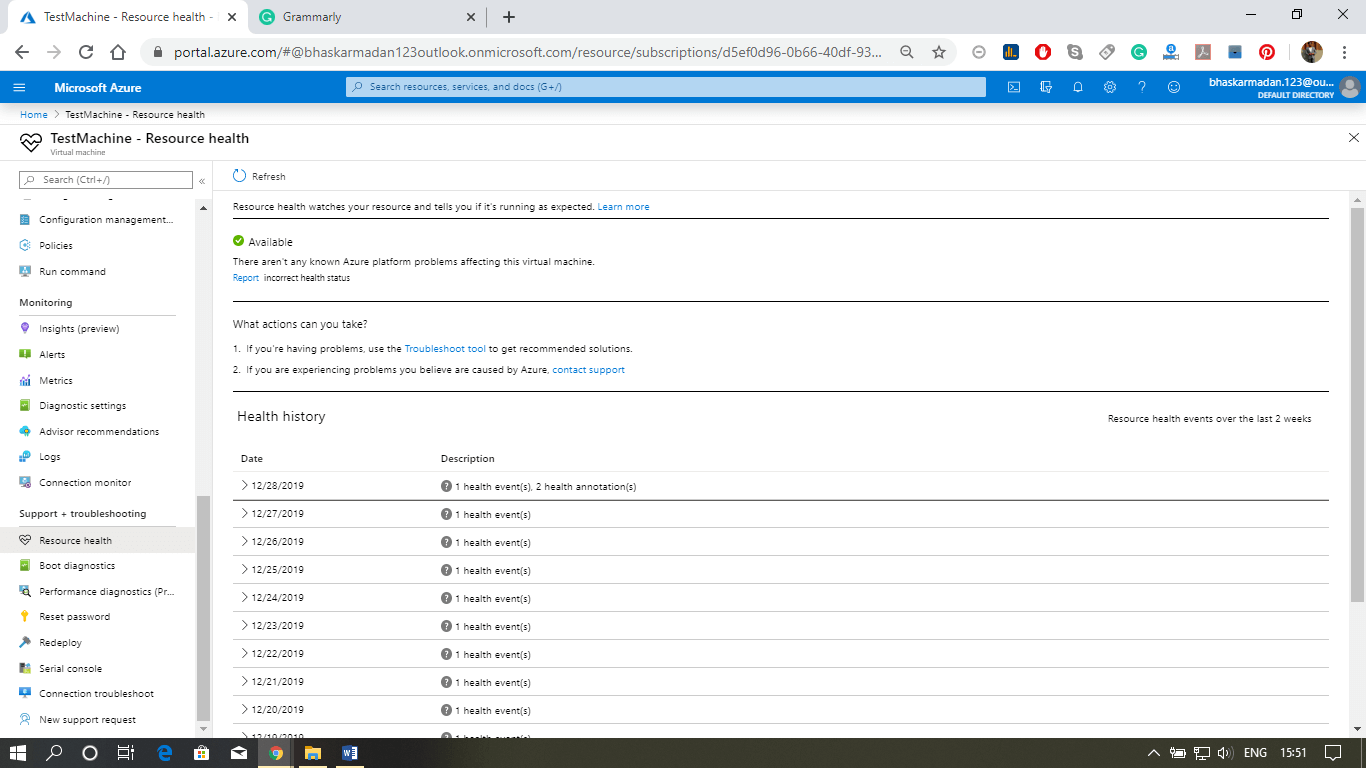 TestMachine - Resource health -
Grammarly
portal.azure.com/#@bhaskarmadan123outlook.onmicrosoft.com/resource/subscriptions/d5ef0d96-0b66-40df-93...
Microsoft Azure
Search resources, services, and docs (G+/)
bhaskarmadan.123@ou...
DEFAULT DIRECTORY
Home > TestMachine - Resource health
TestMachine - Resource health
Virtual machine
Search (Ctrl+/)
«
Configuration management...
Policies
Run command
Monitoring
Insights (preview)
Alerts
Metrics
Diagnostic settings
Advisor recommendations
Logs
Connection monitor
Support + troubleshooting
Resource health
Boot diagnostics
Performance diagnostics (Pr...
Reset password
Redeploy
Serial console
Connection troubleshoot
New support request
Refresh
Resource health watches your resource and tells you if it's running as expected. Learn more
Available
There aren't any known Azure platform problems affecting this virtual machine.
Report incorrect health status
What actions can you take?
1. If you're having problems, use the Troubleshoot tool to get recommended solutions.
2. If you are experiencing problems you believe are caused by Azure, contact support
Health history
Resource health events over the last 2 weeks
Date Description
12/28/2019 1 health event(s), 2 health annotation(s)
12/27/2019 1 health event(s)
12/26/2019 1 health event(s)
12/25/2019 1 health event(s)
12/24/2019 1 health event(s)
12/23/2019 1 health event(s)
12/22/2019 1 health event(s)
12/21/2019 1 health event(s)
12/20/2019 1 health event(s)
12/19/2019 1 health event(s)
ENG 15:51